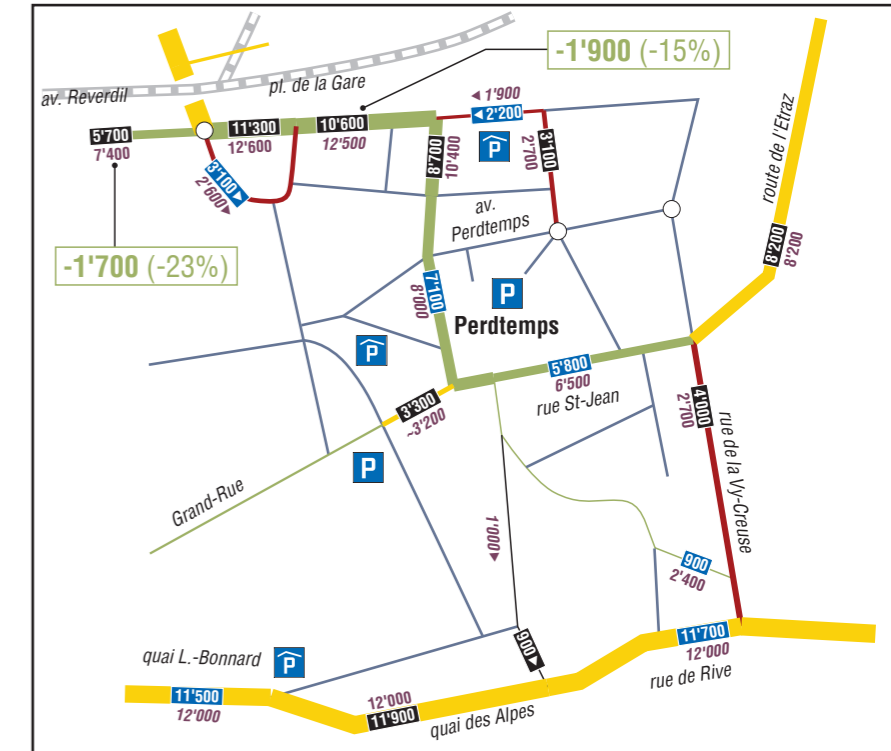 -1'900 (-15%)
av. Reverdil
pl. de la Gare
◄ 1'900
◄ 2'200
5'700
7'400
11'300
12'600
10'600
12'500
P
8'700
10'400
3'100
2'700
3'100 ►
2'600 ►
av.
Perdtemps
route de l'Etraz
8'200
8'200
-1'700 (-23%)
7'100
8'000
P
Perdtemps
P
5'800
6'500
rue St-Jean
3'300
~3'200
4'000
2'700
rue de la Vy-Creuse
P
Grand-Rue
1'000 ►
900
2'400
900 ►
11'700
12'000
rue de Rive
quai L.-Bonnard
P
11'500
12'000
12'000
11'900
quai des Alpes